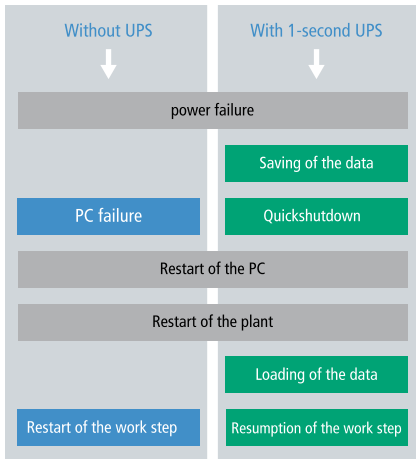 Without UPS
With 1-second UPS
power failure
Saving of the data
PC failure
Quickshutdown
Restart of the PC
Restart of the plant
Loading of the data
Restart of the work step
Resumption of the work step